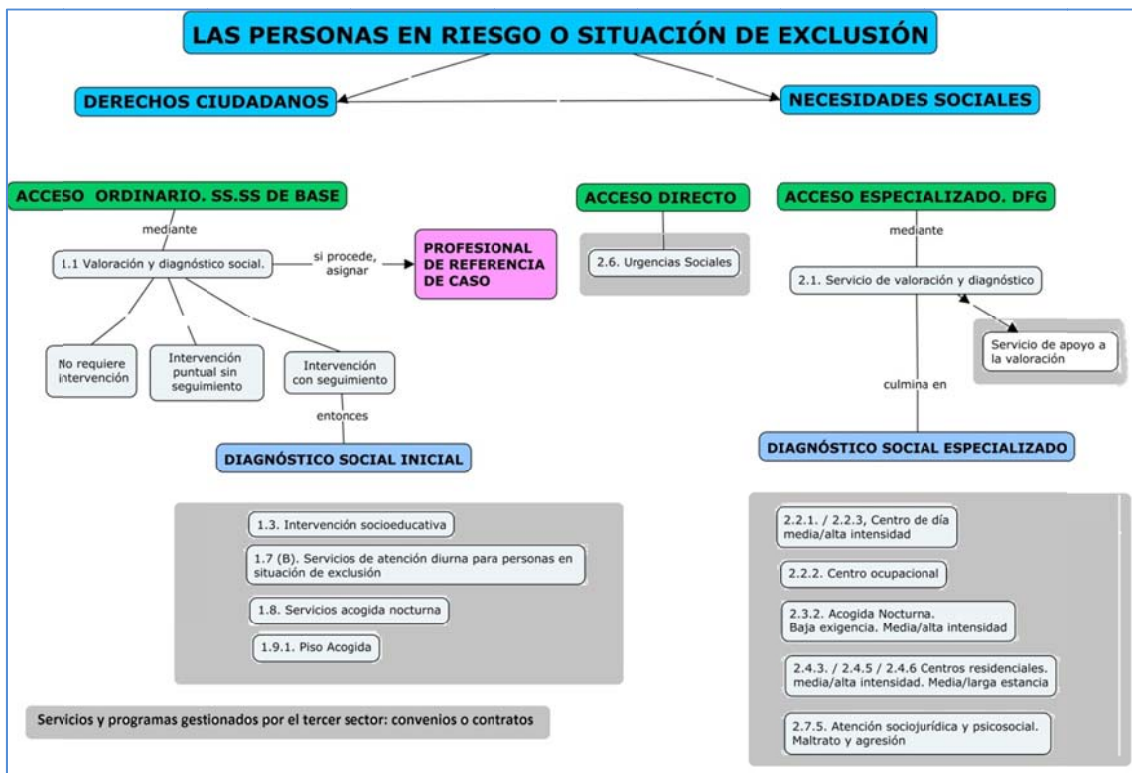 LAS PERSONAS EN RIESGO O SITUACIÓN DE EXCLUSIÓN
DERECHOS CIUDADANOS
NECESIDADES SOCIALES
ACCESO ORDINARIO. SS.SS DE BASE
mediante
1.1 Valoración y diagnóstico social.
si procede,
asignar
PROFESIONAL
DE REFERENCIA
DE CASO
No requiere
intervención
Intervención
puntual sin
seguimiento
Intervención
con seguimiento
entonces
DIAGNÓSTICO SOCIAL INICIAL
1.3. Intervención socioeducativa
1.7 (B). Servicios de atención diurna para personas en
situación de exclusión
1.8. Servicios acogida nocturna
1.9.1. Piso Acogida
ACCESO DIRECTO
2.6. Urgencias Sociales
ACCESO ESPECIALIZADO. DFG
mediante
2.1. Servicio de valoración y diagnóstico
Servicio de apoyo a
la valoración
culmina en
DIAGNÓSTICO SOCIAL ESPECIALIZADO
2.2.1. / 2.2.3, Centro de día
media/alta intensidad
2.2.2. Centro ocupacional
2.3.2. Acogida Nocturna.
Baja exigencia. Media/alta intensidad
2.4.3. / 2.4.5 / 2.4.6 Centros residenciales.
media/alta intensidad. Media/larga estancia
2.7.5. Atención sociojurídica y psicosocial.
Maltrato y agresión
Servicios y programas gestionados por el tercer sector: convenios o contratos